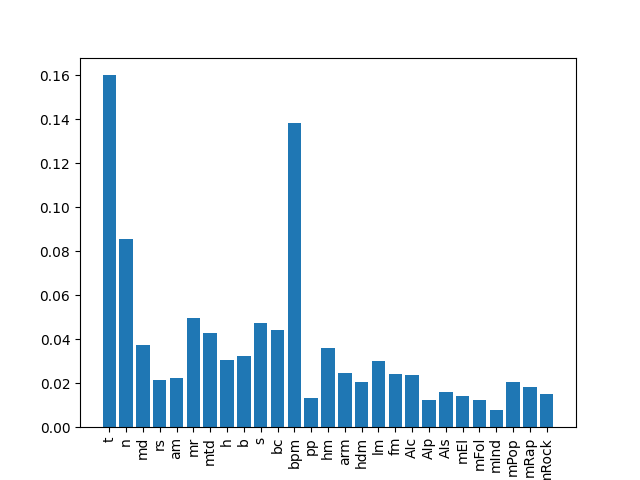 0.16
0.14
0.12
0.10
0.08
0.06
0.04
0.02
0.00
t
n
md
rs
am
mr
mtd
h
b
s
bc
bpm
pp
hm
arm
hdm
lm
fm
Alc
Alp
Als
mEl
mFol
mInd
mPop
mRap
mRock